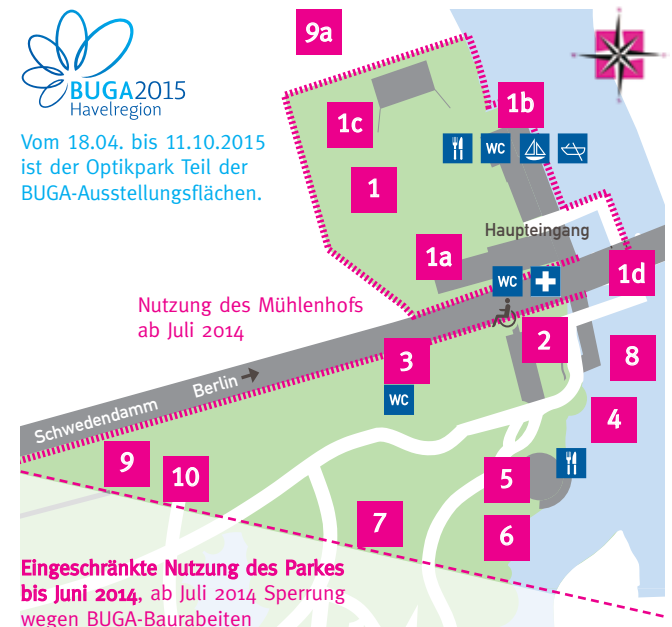 9a
BUGA2015
Havelregion
1b
1c
Vom 18.04. bis 11.10.2015
ist der Optikpark Teil der
BUGA-Ausstellungsflächen.
WC
1
Haupteingang
1a
1d
WC
Nutzung des Mühlenhofs
ab Juli 2014
2
3
8
Schwedendamm
Berlin
WC
4
9
10
5
7
6
Eingeschränkte Nutzung des Parkes
bis Juni 2014, ab Juli 2014 Sperrung
wegen BUGA-Baurabeiten